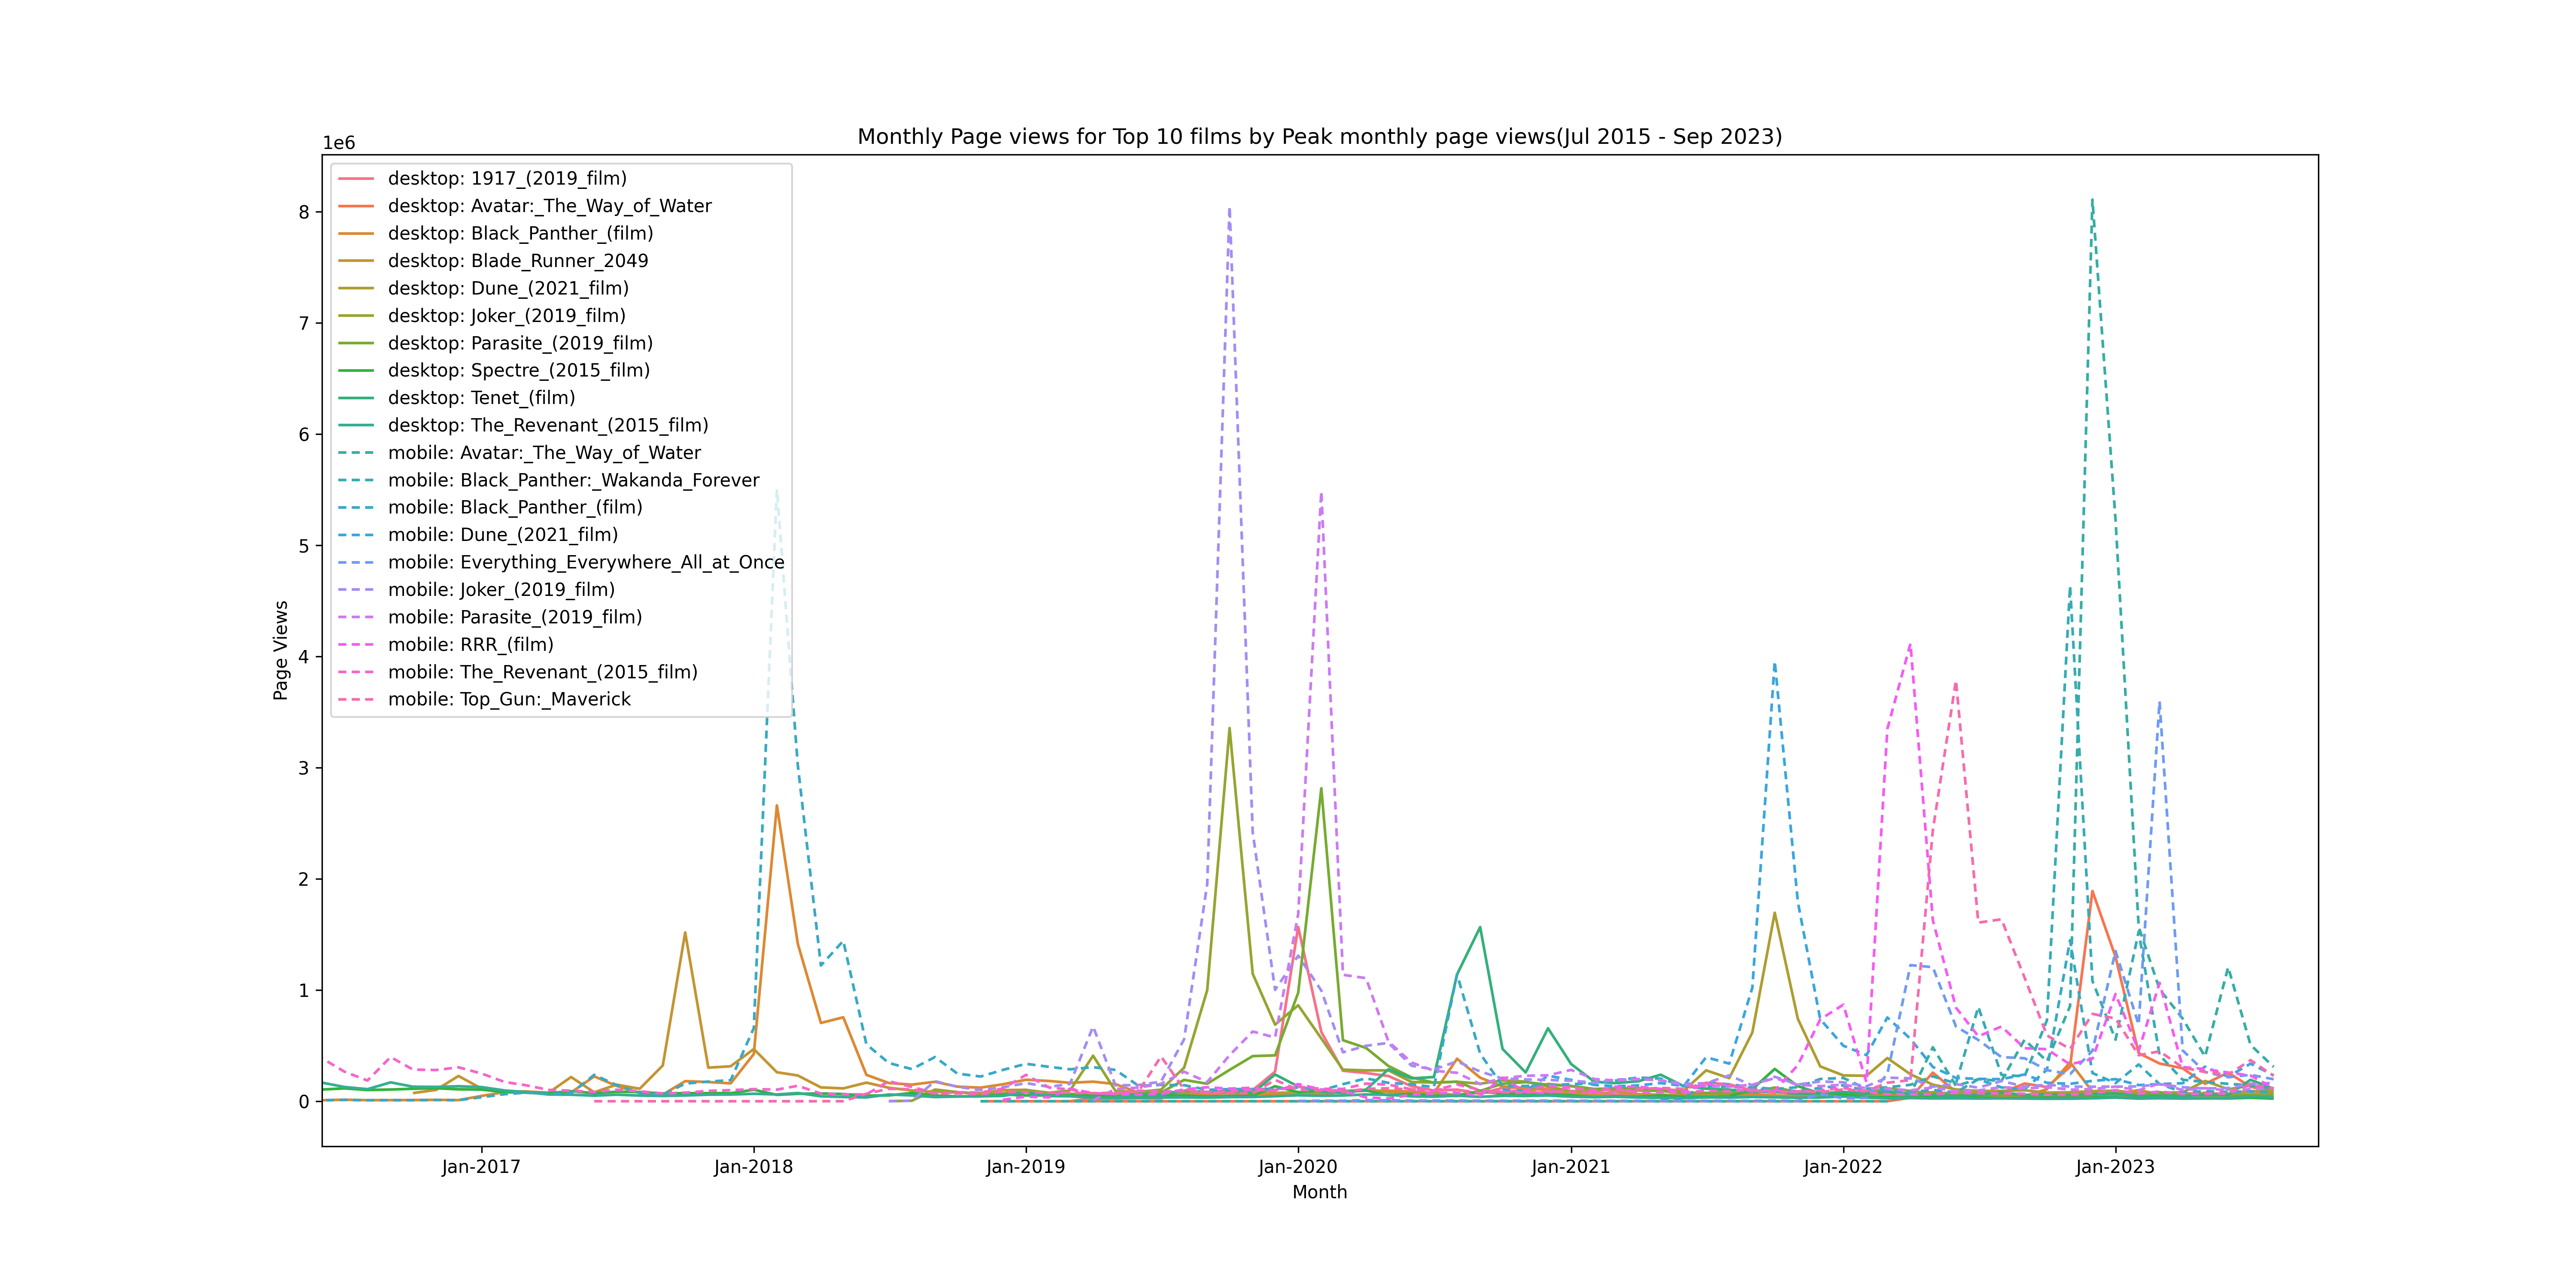 Monthly Page views for Top 10 films by Peak monthly page views(Jul 2015 - Sep 2023)
1e6
desktop: 1917_(2019_film)
desktop: Avatar:_The_Way_of_Water
desktop: Black_Panther_(film)
desktop: Blade_Runner_2049
desktop: Dune_(2021_film)
desktop: Joker_(2019_film)
desktop: Parasite_(2019_film)
desktop: Spectre_(2015_film)
desktop: Tenet_(film)
desktop: The_Revenant_(2015_film)
mobile: Avatar:_The_Way_of_Water
mobile: Black_Panther:_Wakanda_Forever
mobile: Black_Panther_(film)
mobile: Dune_(2021_film)
mobile: Everything_Everywhere_All_at_Once
mobile: Joker_(2019_film)
mobile: Parasite_(2019_film)
mobile: RRR_(film)
mobile: The_Revenant_(2015_film)
mobile: Top_Gun:_Maverick
8
7
6
5
4
3
2
1
0
Page Views
Jan-2017
Jan-2018
Jan-2019
Jan-2020
Jan-2021
Jan-2022
Jan-2023
Month